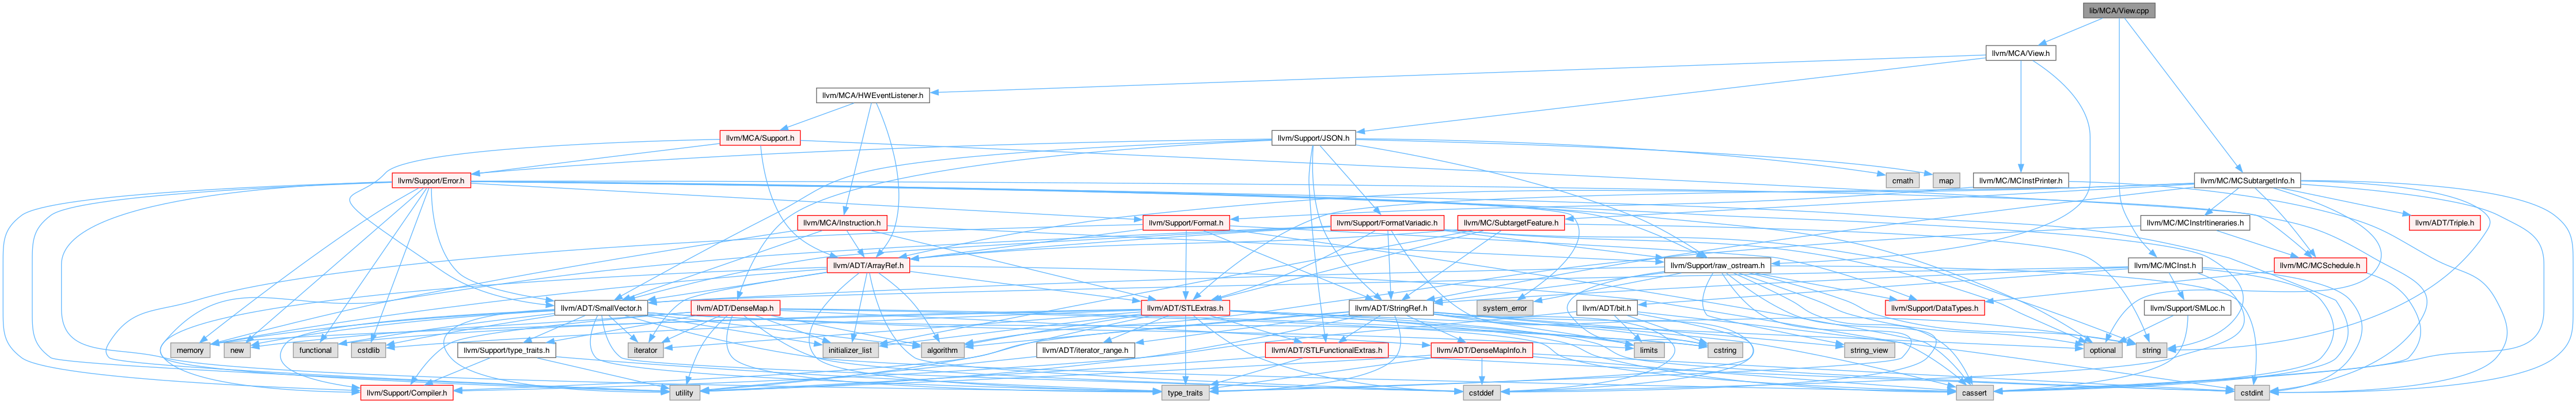 lib/MCA/View.cpp
llvm/MCA/View.h
llvm/MCA/HWEventListener.h
llvm/MCA/Support.h
llvm/Support/JSON.h
llvm/Support/Error.h
cmath
map
llvm/MC/MCInstPrinter.h
llvm/MC/MCSubtargetInfo.h
llvm/MCA/Instruction.h
llvm/Support/Format.h
llvm/Support/FormatVariadic.h
llvm/MC/SubtargetFeature.h
llvm/MC/MCInstrItineraries.h
llvm/ADT/Triple.h
llvm/ADT/ArrayRef.h
llvm/Support/raw_ostream.h
llvm/MC/MCInst.h
llvm/MC/MCSchedule.h
llvm/ADT/SmallVector.h
llvm/ADT/DenseMap.h
llvm/ADT/STLExtras.h
llvm/ADT/StringRef.h
system_error
llvm/ADT/bit.h
llvm/Support/DataTypes.h
llvm/Support/SMLoc.h
memory
new
functional
cstdlib
llvm/Support/type_traits.h
iterator
initializer_list
algorithm
llvm/ADT/iterator_range.h
llvm/ADT/STLFunctionalExtras.h
llvm/ADT/DenseMapInfo.h
limits
cstring
string_view
optional
string
llvm/Support/Compiler.h
utility
type_traits
cstddef
cassert
cstdint